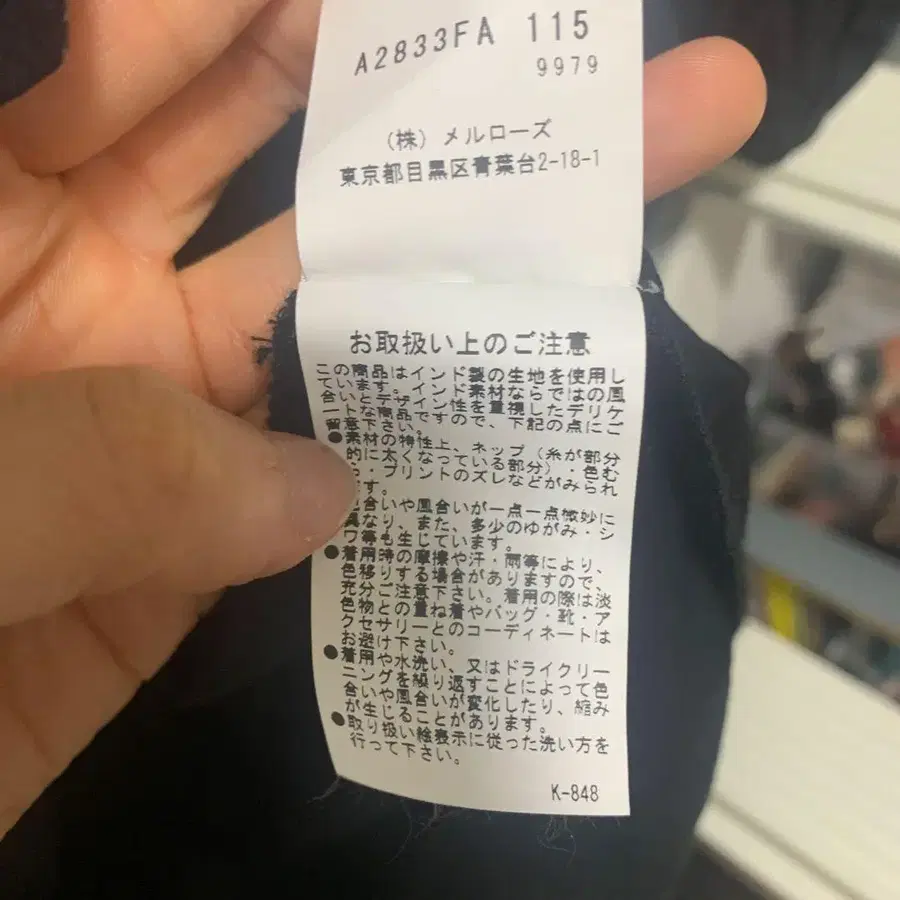 A2833FA 115
9979
(株) メルローズ
東京都目黒区青葉台2-18-1
お取扱い上のご注意
この商品はインド製の生地を使用し
ています。インド素材ならではの風
合いとデザイン性を重視したデリケ
ートな商品ですので、下記の点にご
留意下さい。
●素材の特性上、ネップ(糸が部分
的に太くなっている部分)・色む
ら・プリントのズレなどがみられ
ます。
色合いや風合いが一点一点微妙に
異なり、また、多少のゆがみ・シ
ワ等も生じています。
●着用時の摩擦や汗・雨等により、
色移りする場合がありますので、
充分ご注意下さい。着用の際は淡
色物との重ね着やバッグ・靴・ア
クセサリーとのコーディネートは
お避け下さい。
●着用や水洗い、又はドライクリー
ニングを繰り返すことによって色
合いや風合いが変化したり、縮み
が生じることがあります。
●取り扱い絵表示に従った洗い方を
行って下さい。
K-848